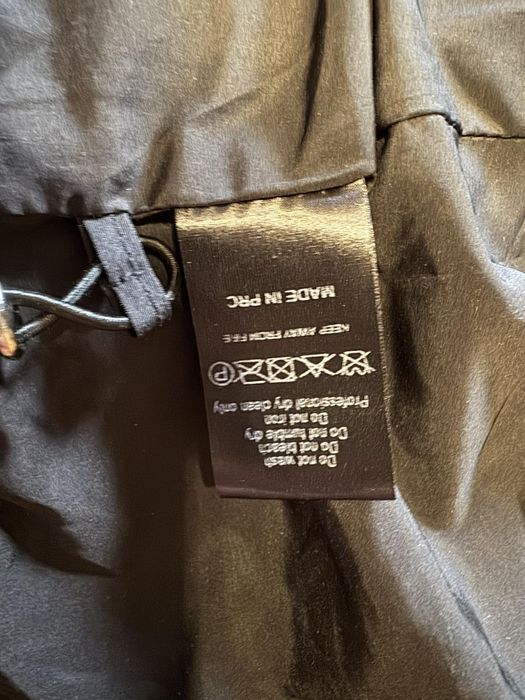 Do not wash
Do not bleach
Do not tumble dry
Do not iron
Professional dry clean only
P
KEEP AWAY FROM FIRE
MADE IN PRC